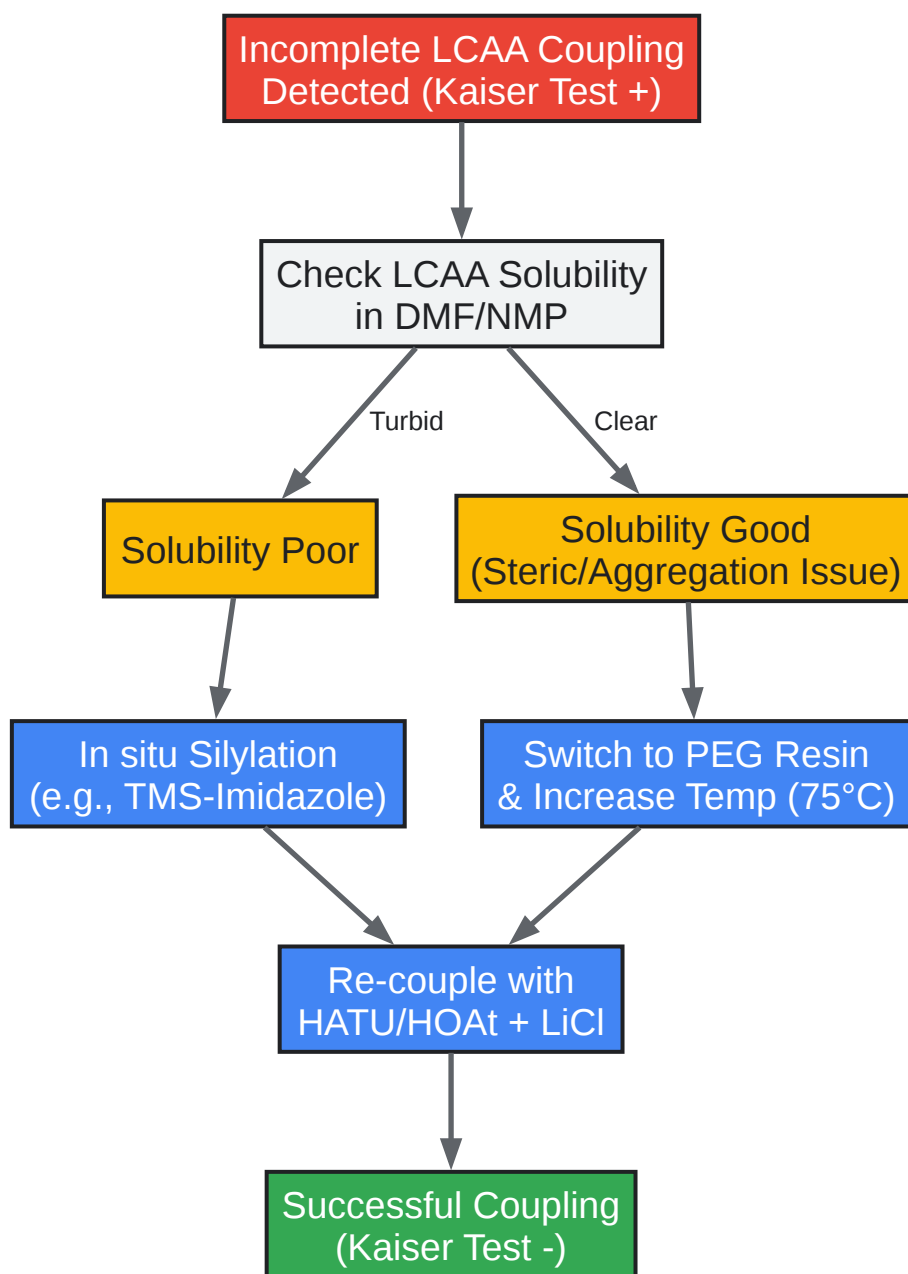 Incomplete LCAA Coupling
Detected (Kaiser Test +)
Check LCAA Solubility
in DMF/NMP
Turbid
Clear
Solubility Poor
Solubility Good
(Steric/Aggregation Issue)
In situ Silylation
(e.g., TMS-Imidazole)
Switch to PEG Resin
& Increase Temp (75°C)
Re-couple with
HATU/HOAt + LiCl
Successful Coupling
(Kaiser Test -)